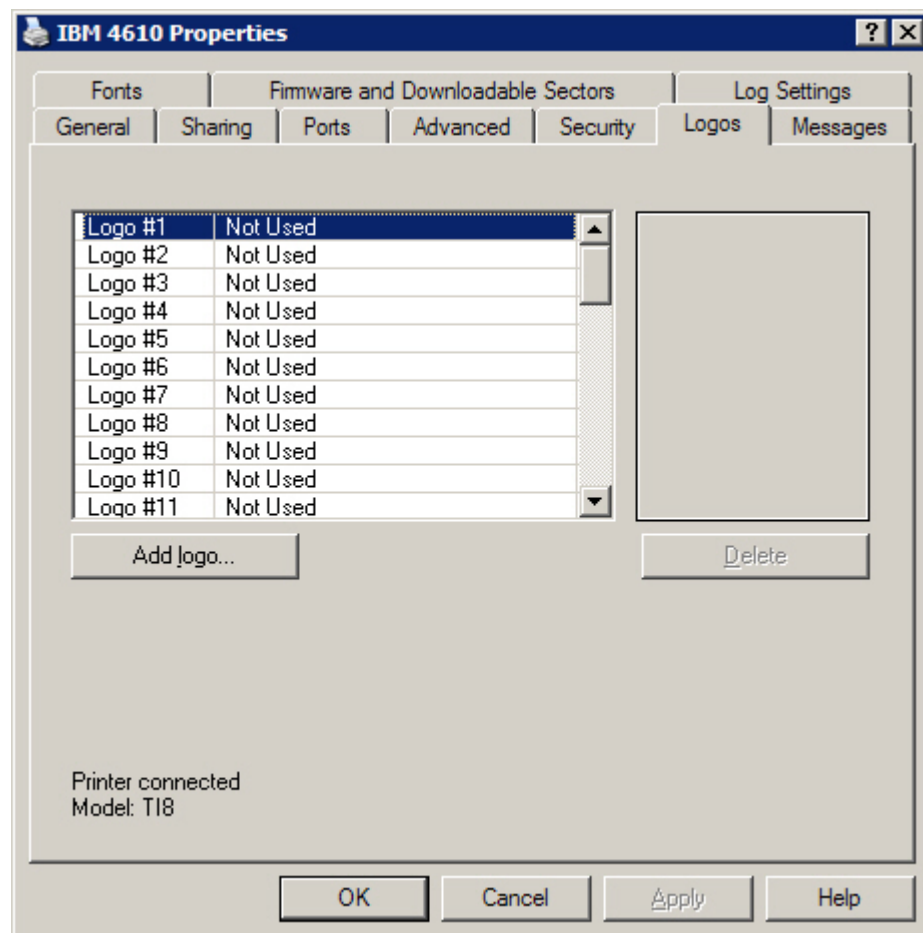 IBM 4610 Properties
Fonts Firmware and Downloadable Sectors Log Settings
General Sharing Ports Advanced Security Logos Messages
Logo #1 Not Used
Logo #2 Not Used
Logo #3 Not Used
Logo #4 Not Used
Logo #5 Not Used
Logo #6 Not Used
Logo #7 Not Used
Logo #8 Not Used
Logo #9 Not Used
Logo #10 Not Used
Logo #11 Not Used
Add logo... Delete
Printer connected
Model: TI8
OK Cancel Apply Help